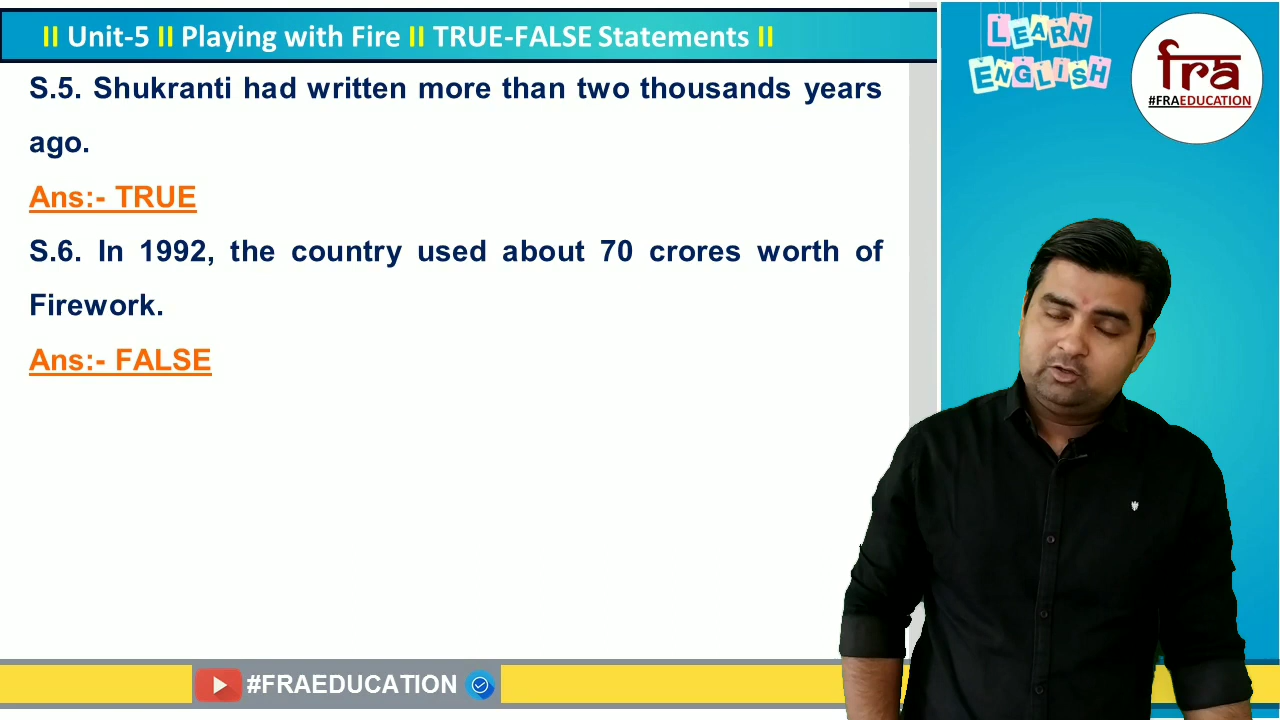 II Unit-5 II Playing with Fire II TRUE-FALSE Statements II
LEARN
ENGLISH
fra
#FRAEDUCATION
S.5. Shukranti had written more than two thousands years
ago.
Ans:- TRUE
S.6. In 1992, the country used about 70 crores worth of
Firework.
Ans:- FALSE
#FRAEDUCATION